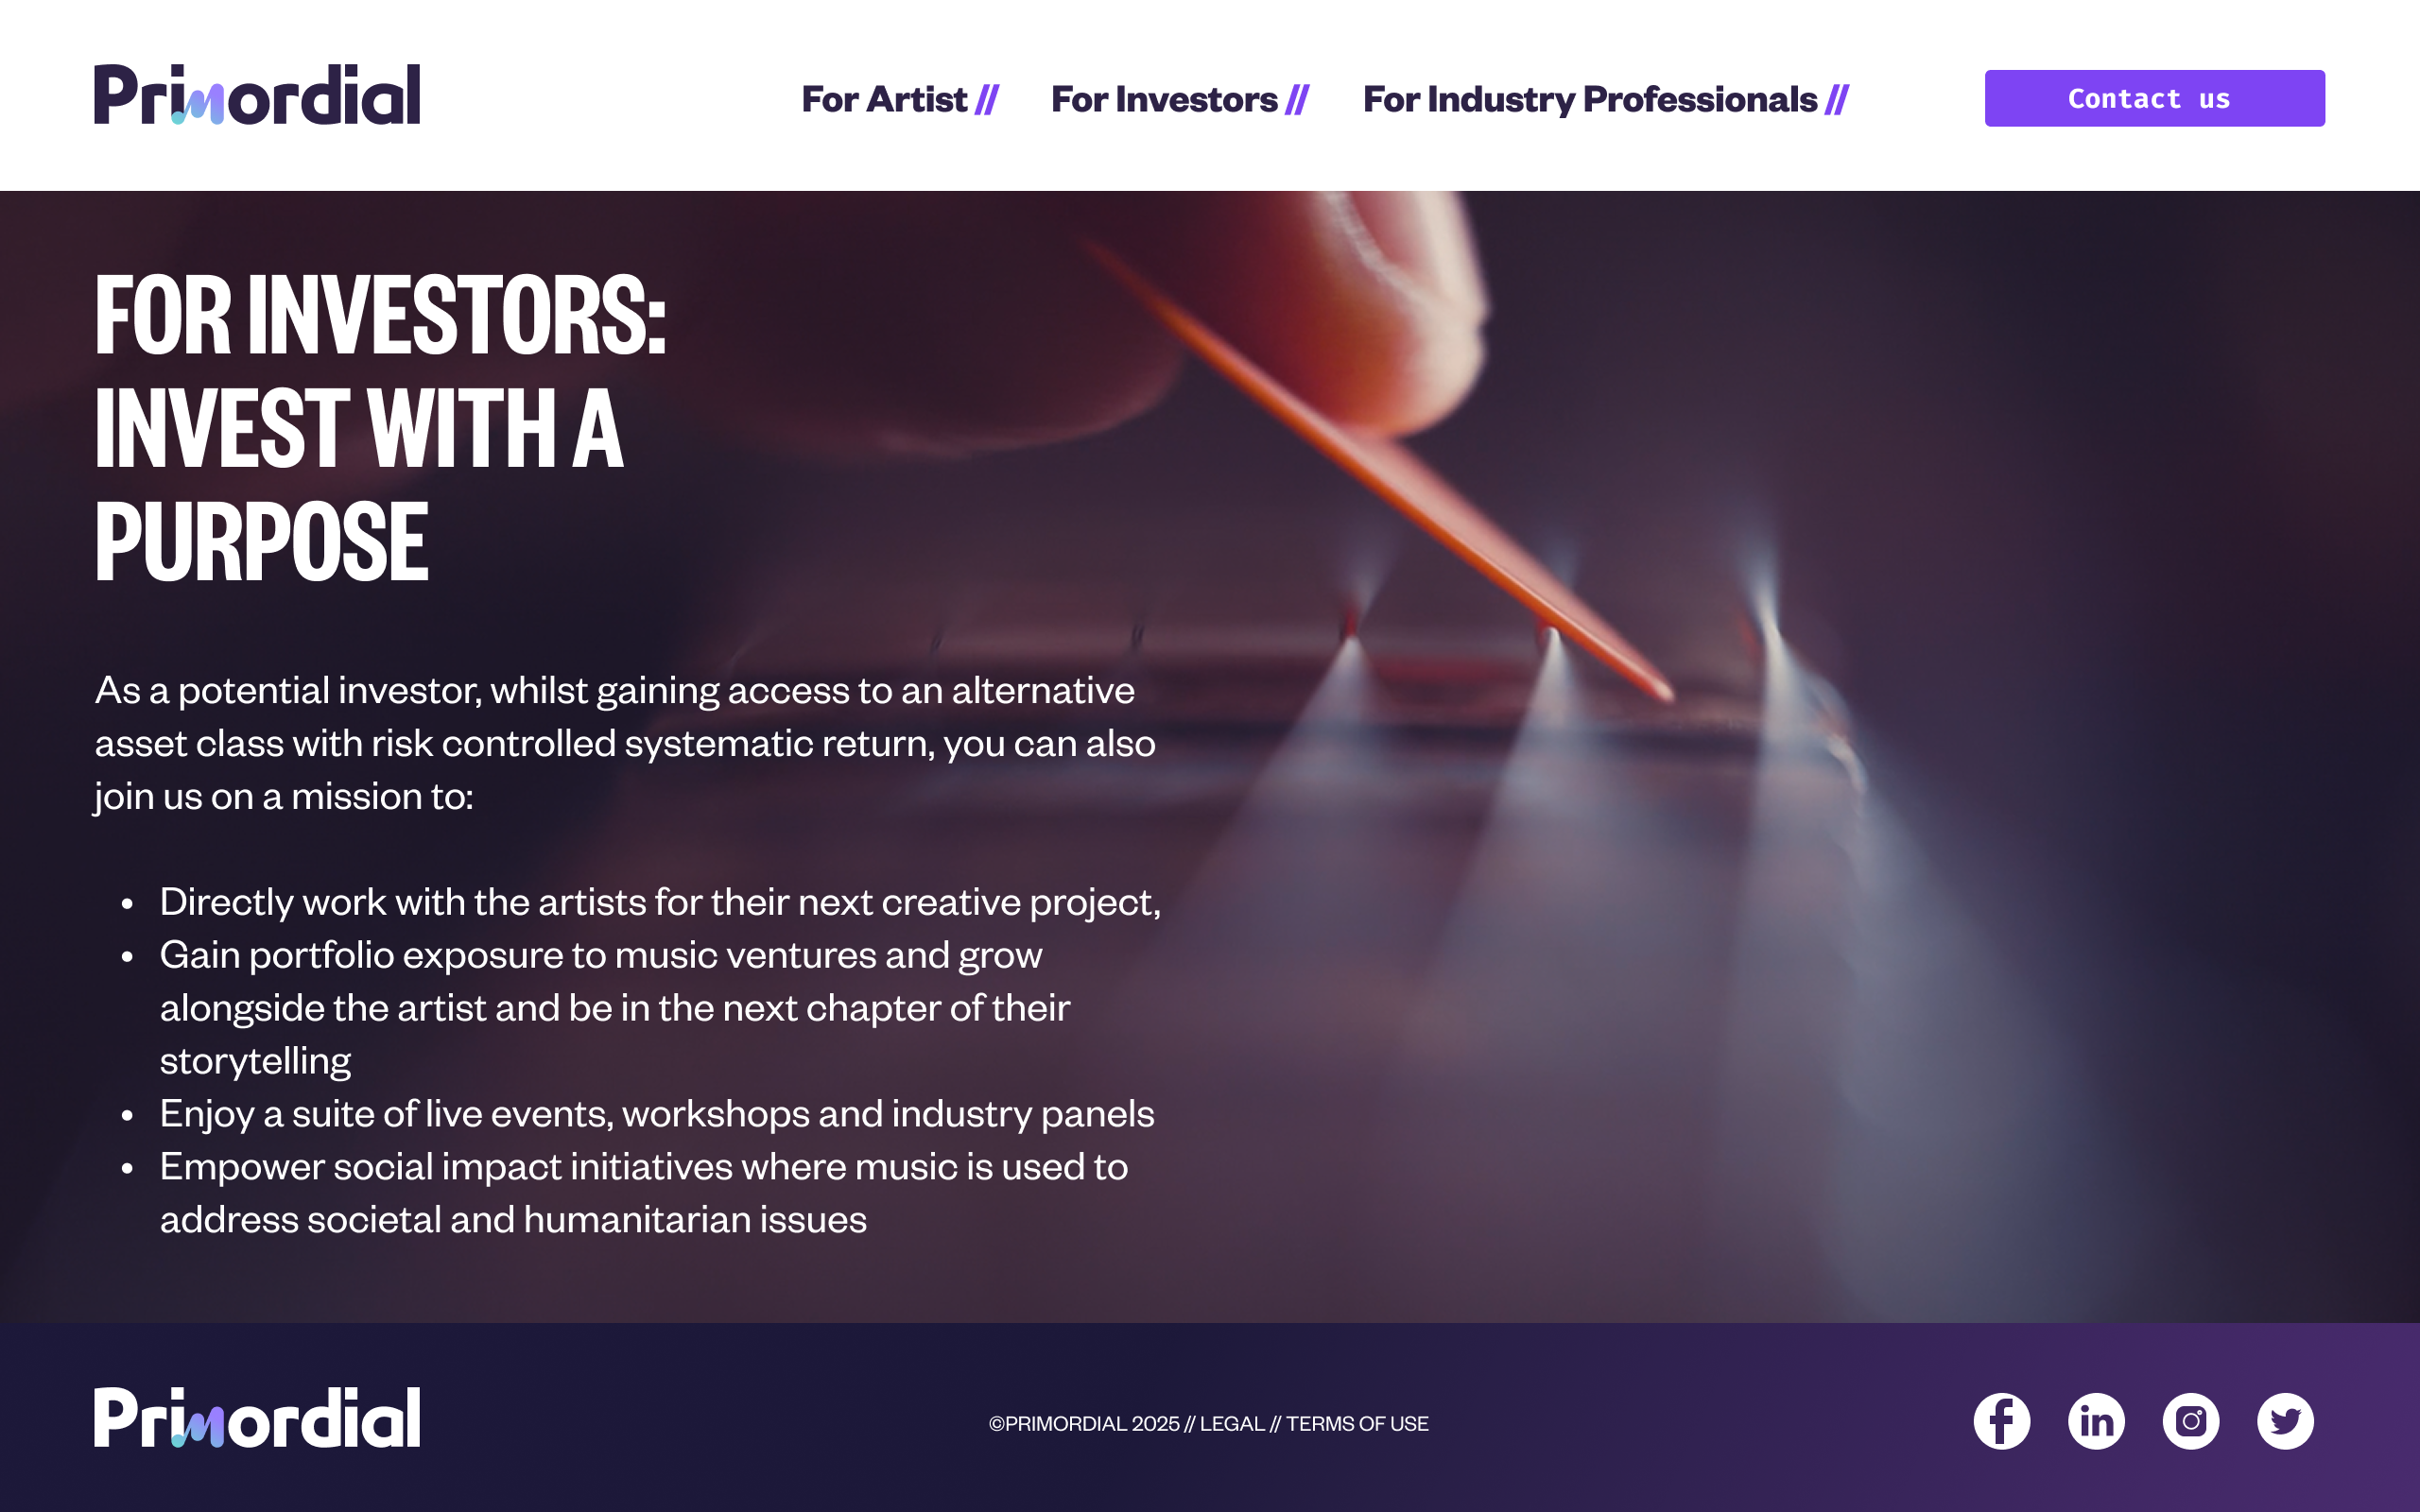 Primordial
For Artist // For Investors // For Industry Professionals // Contact us
FOR INVESTORS:
INVEST WITH A
PURPOSE
As a potential investor, whilst gaining access to an alternative
asset class with risk controlled systematic return, you can also
join us on a mission to:
• Directly work with the artists for their next creative project,
• Gain portfolio exposure to music ventures and grow
alongside the artist and be in the next chapter of their
storytelling
• Enjoy a suite of live events, workshops and industry panels
• Empower social impact initiatives where music is used to
address societal and humanitarian issues
Primordial
©PRIMORDIAL 2025 // LEGAL // TERMS OF USE